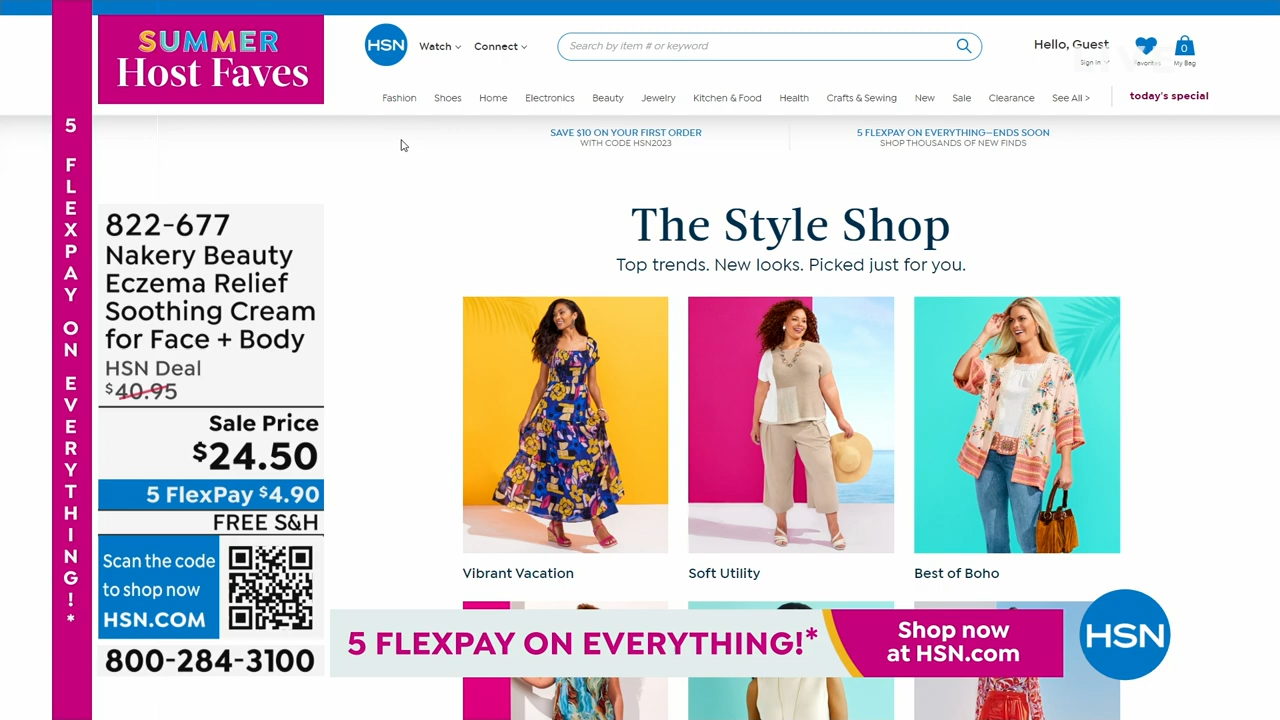 SUMMER
Host Faves
5 FLEXPAY ON EVERYTHING!*
HSN
Watch
Connect
Search by item # or keyword
Hello, Guest
Sign In
Favorites
0
My Bag
Fashion
Shoes
Home
Electronics
Beauty
Jewelry
Kitchen & Food
Health
Crafts & Sewing
New
Sale
Clearance
See All >
today's special
SAVE $10 ON YOUR FIRST ORDER
WITH CODE HSN2023
5 FLEXPAY ON EVERYTHING—ENDS SOON
SHOP THOUSANDS OF NEW FINDS
822-677
Nakery Beauty
Eczema Relief
Soothing Cream
for Face + Body
HSN Deal
$40.95
Sale Price
$24.50
5 FlexPay $4.90
FREE S&H
Scan the code
to shop now
HSN.COM
800-284-3100
The Style Shop
Top trends. New looks. Picked just for you.
Vibrant Vacation
Soft Utility
Best of Boho
5 FLEXPAY ON EVERYTHING!*
Shop now
at HSN.com
HSN